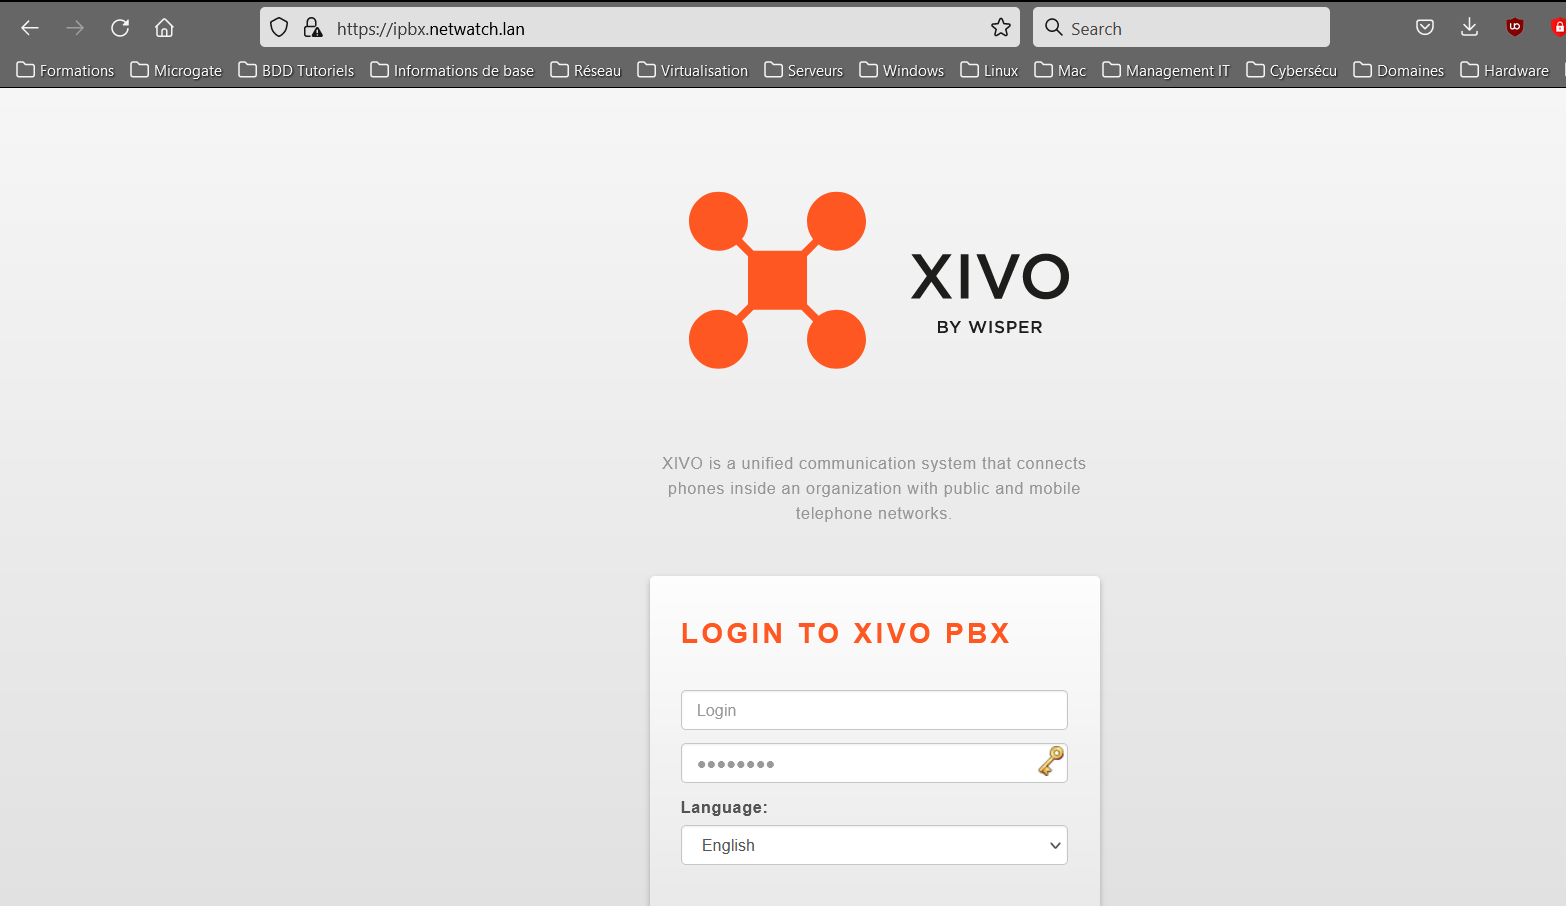 https://ipbx.netwatch.lan
Search
Formations Microgate BDD Tutoriels Informations de base Réseau Virtualisation Serveurs Windows Linux Mac Management IT Cybersécu Domaines Hardware
XIVO
BY WISPER
XIVO is a unified communication system that connects
phones inside an organization with public and mobile
telephone networks.
LOGIN TO XIVO PBX
Login
••••••••
Language:
English